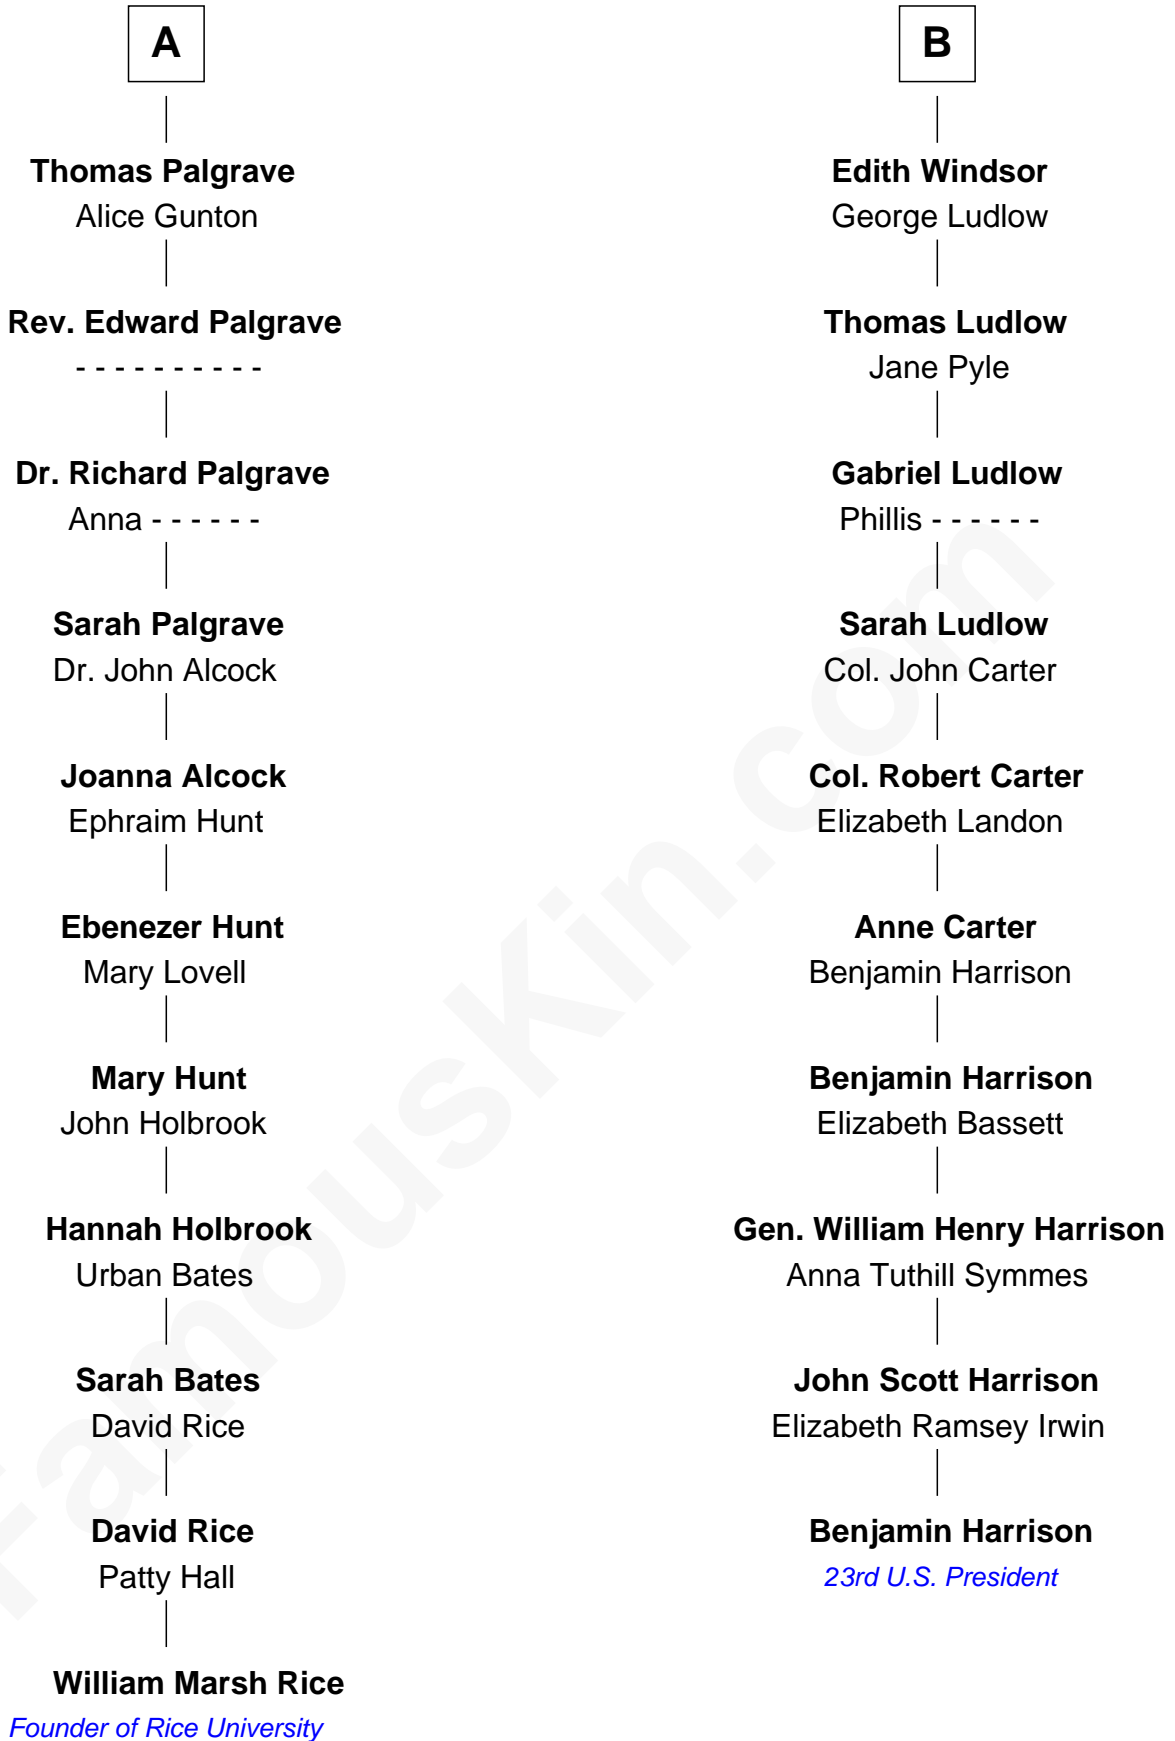 A
Thomas Palgrave
Alice Gunton
Rev. Edward Palgrave
- - - - - - - - - -
Dr. Richard Palgrave
Anna - - - - - -
Sarah Palgrave
Dr. John Alcock
Joanna Alcock
Ephraim Hunt
Ebenezer Hunt
Mary Lovell
Mary Hunt
John Holbrook
Hannah Holbrook
Urban Bates
Sarah Bates
David Rice
David Rice
Patty Hall
William Marsh Rice
Founder of Rice University
B
Edith Windsor
George Ludlow
Thomas Ludlow
Jane Pyle
Gabriel Ludlow
Phillis - - - - - -
Sarah Ludlow
Col. John Carter
Col. Robert Carter
Elizabeth Landon
Anne Carter
Benjamin Harrison
Benjamin Harrison
Elizabeth Bassett
Gen. William Henry Harrison
Anna Tuthill Symmes
John Scott Harrison
Elizabeth Ramsey Irwin
Benjamin Harrison
23rd U.S. President
FamousKin.com